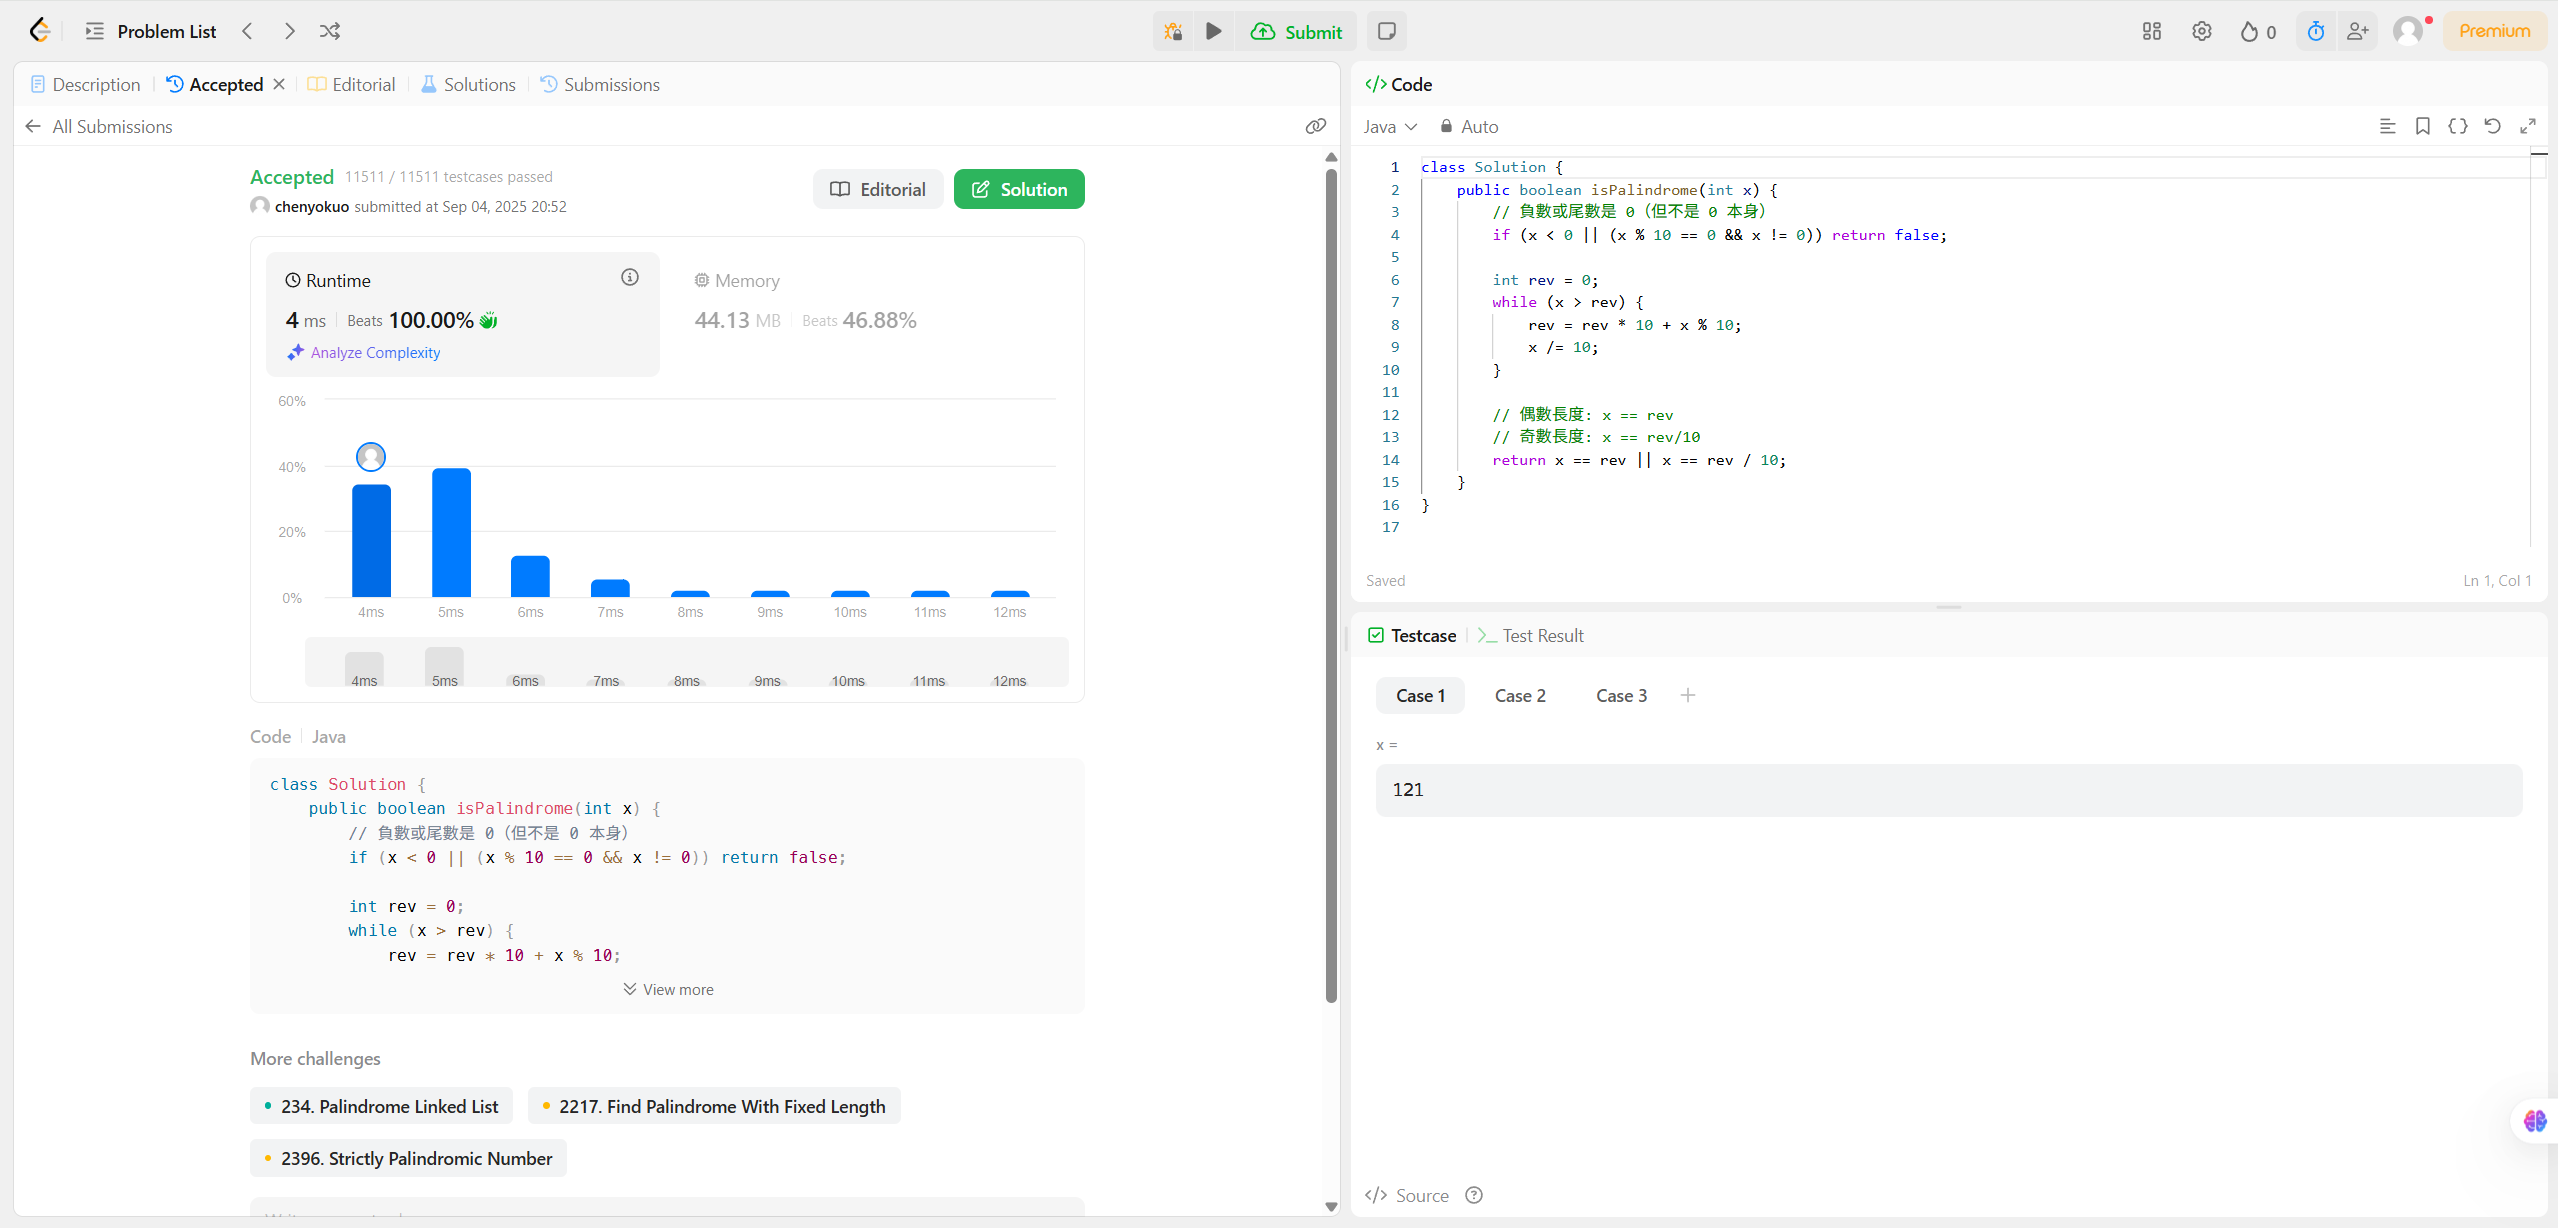 Problem List
Submit
0
Premium
Description
Accepted
Editorial
Solutions
Submissions
All Submissions
Accepted 11511 / 11511 testcases passed
chenyokuo submitted at Sep 04, 2025 20:52
Editorial
Solution
Runtime
4 ms Beats 100.00%
Analyze Complexity
Memory
44.13 MB Beats 46.88%
60%
40%
20%
0%
4ms 5ms 6ms 7ms 8ms 9ms 10ms 11ms 12ms
4ms 5ms 6ms 7ms 8ms 9ms 10ms 11ms 12ms
Code Java
class Solution {
public boolean isPalindrome(int x) {
// 負數或尾數是 0（但不是 0 本身）
if (x < 0 || (x % 10 == 0 && x != 0)) return false;
int rev = 0;
while (x > rev) {
rev = rev * 10 + x % 10;
View more
More challenges
234. Palindrome Linked List
2217. Find Palindrome With Fixed Length
2396. Strictly Palindromic Number
Code
Java Auto
1 class Solution {
2 public boolean isPalindrome(int x) {
3 // 負數或尾數是 0（但不是 0 本身）
4 if (x < 0 || (x % 10 == 0 && x != 0)) return false;
5
6 int rev = 0;
7 while (x > rev) {
8 rev = rev * 10 + x % 10;
9 x /= 10;
10 }
11
12 // 偶數長度: x == rev
13 // 奇數長度: x == rev/10
14 return x == rev || x == rev / 10;
15 }
16 }
17
Saved
Ln 1, Col 1
Testcase
Test Result
Case 1
Case 2
Case 3
x =
121
Source